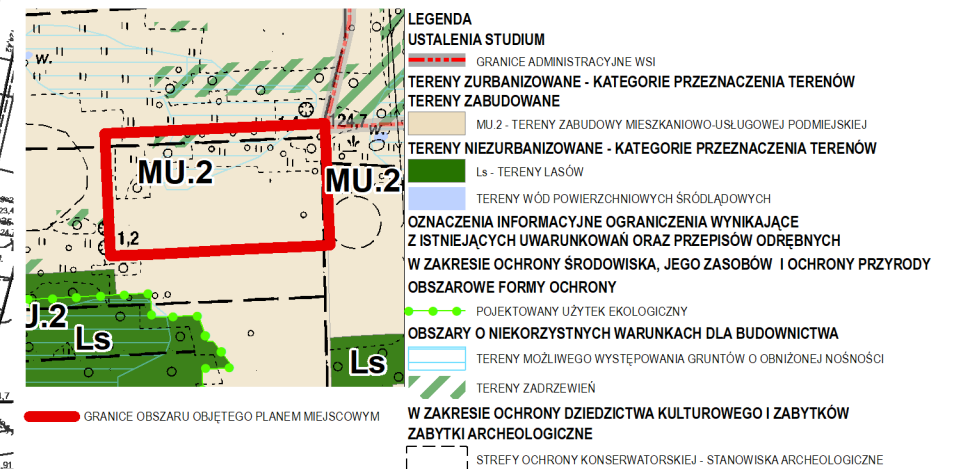 w.
124,7
w.
MU.2
MU.2
1,2
U.2
Ls
Ls
GRANICE OBSZARU OBJĘTEGO PLANEM MIEJSCOWYM
LEGENDA
USTALENIA STUDIUM
GRANICE ADMINISTRACYJNE WSI
TERENY ZURBANIZOWANE - KATEGORIE PRZEZNACZENIA TERENÓW
TERENY ZABUDOWANE
MU.2 - TERENY ZABUDOWY MIESZKANIOWO-USŁUGOWEJ PODMIEJSKIEJ
TERENY NIEZURBANIZOWANE - KATEGORIE PRZEZNACZENIA TERENÓW
Ls - TERENY LASÓW
TERENY WÓD POWIERZCHNIOWYCH ŚRÓDLĄDOWYCH
OZNACZENIA INFORMACYJNE OGRANICZENIA WYNIKAJĄCE
Z ISTNIEJĄCYCH UWARUNKOWAŃ ORAZ PRZEPISÓW ODRĘBNYCH
W ZAKRESIE OCHRONY ŚRODOWISKA, JEGO ZASOBÓW I OCHRONY PRZYRODY
OBSZAROWE FORMY OCHRONY
POJEKTOWANY UŻYTEK EKOLOGICZNY
OBSZARY O NIEKORZYSTNYCH WARUNKACH DLA BUDOWNICTWA
TERENY MOŻLIWEGO WYSTĘPOWANIA GRUNTÓW O OBNIŻONEJ NOŚNOŚCI
TERENY ZADRZEWIEŃ
W ZAKRESIE OCHRONY DZIEDZICTWA KULTUROWEGO I ZABYTKÓW
ZABYTKI ARCHEOLOGICZNE
STREFY OCHRONY KONSERWATORSKIEJ - STANOWISKA ARCHEOLOGICZNE